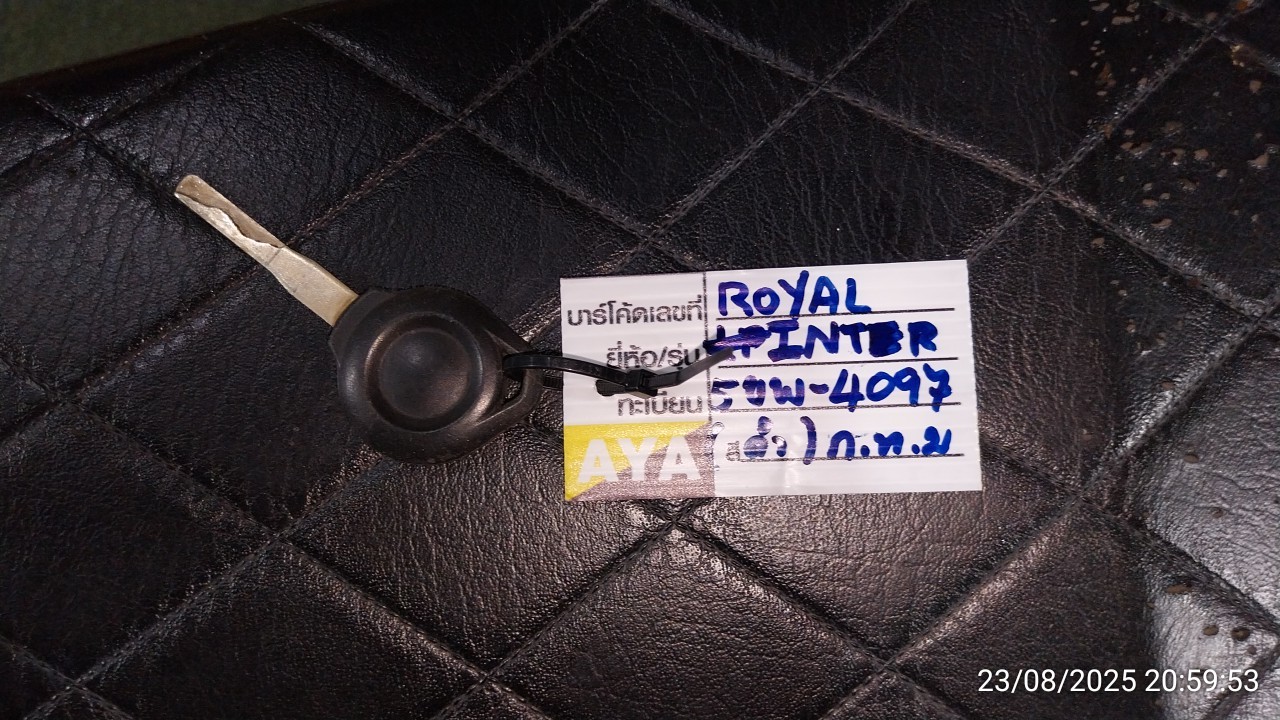 บาร์โค้ดเลขที่ ROYAL
ยี่ห้อ/รุ่น
ทะเบียน 5ขพ-4097
AYA สี (ดำ) ก.ท.ม
23/08/2025 20:59:53